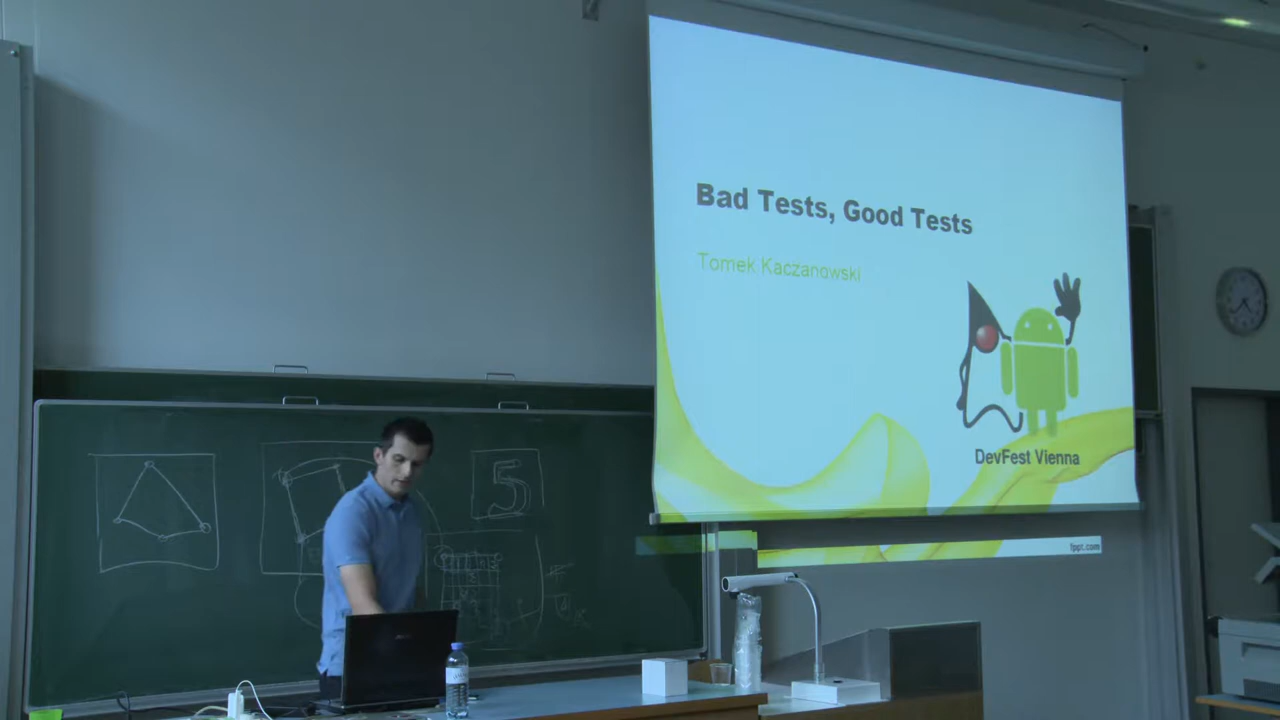 Bad Tests, Good Tests
Tomek Kaczanowski
DevFest Vienna
fppt.com
5